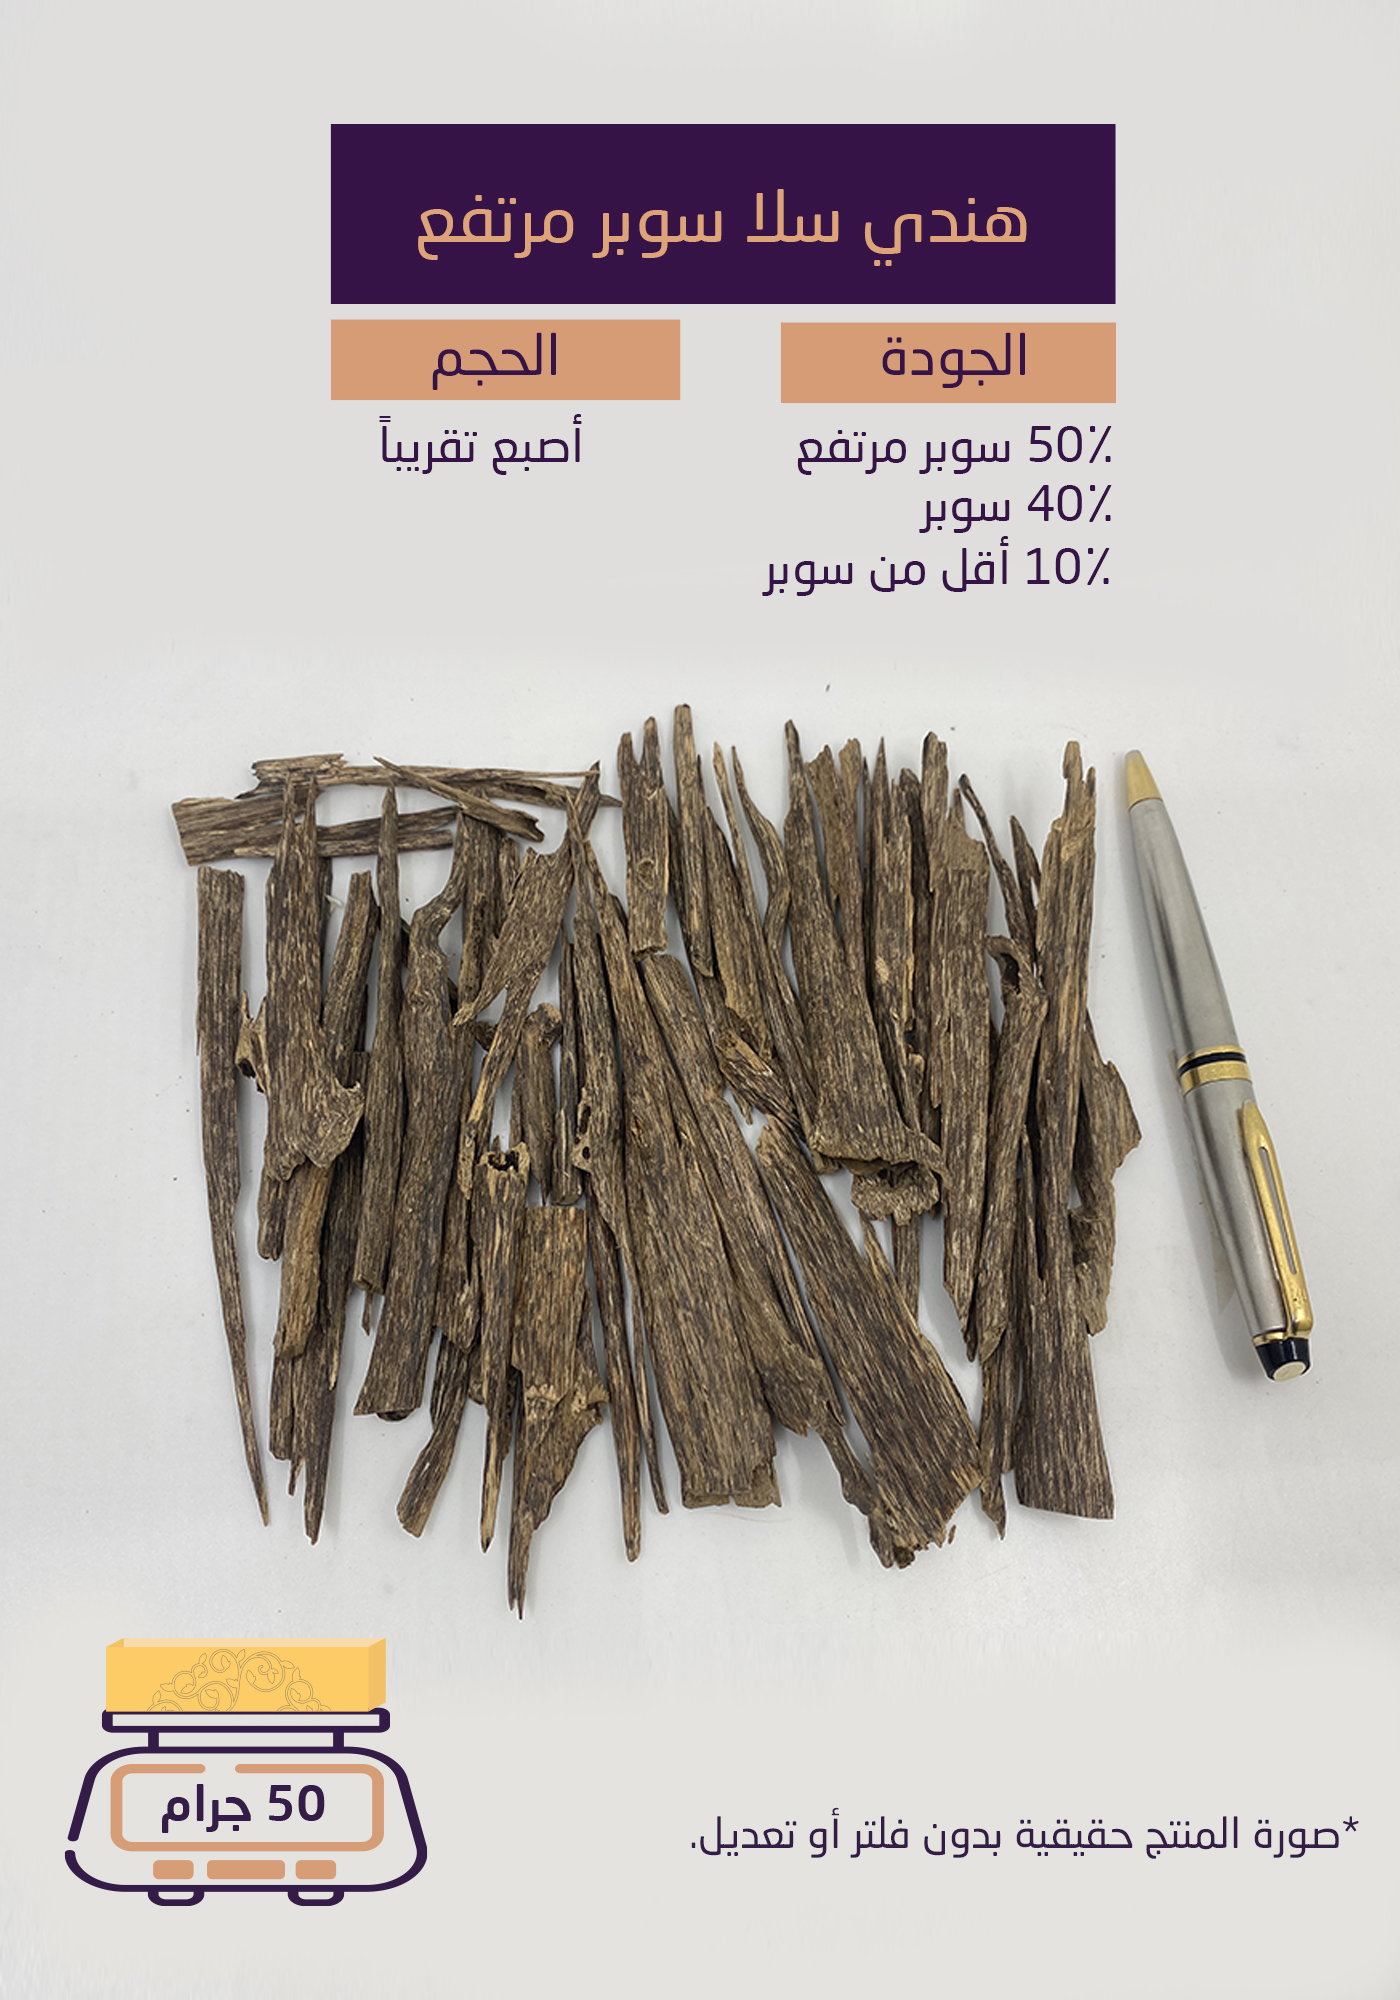 هندي سلا سوبر مرتفع
الجودة
50٪ سوبر مرتفع
40٪ سوبر
10٪ أقل من سوبر
الحجم
أصبع تقريباً
50 جرام
*صورة المنتج حقيقية بدون فلتر أو تعديل.